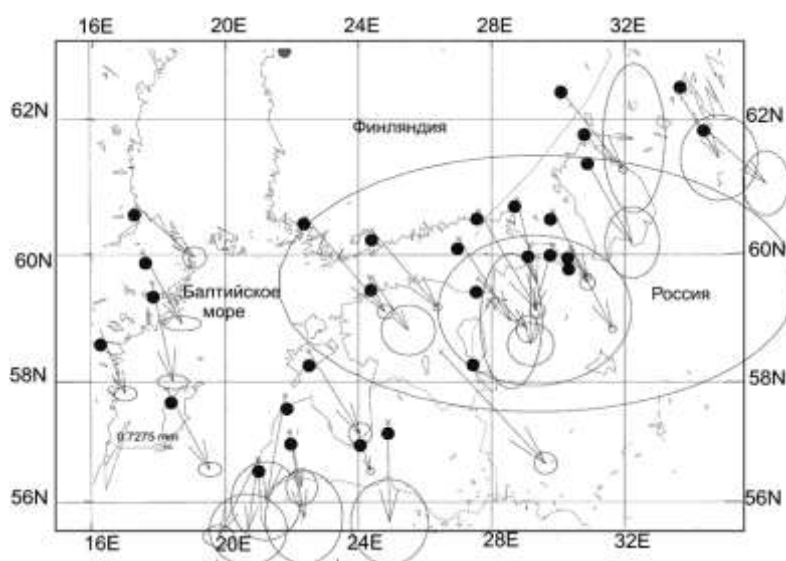 16E 20E 24E 28E 32E
62N 62N
Финляндия
60N 60N
Балтийское
море
Россия
58N 58N
0.7275 mm
56N 56N
16E 20E 24E 28E 32E